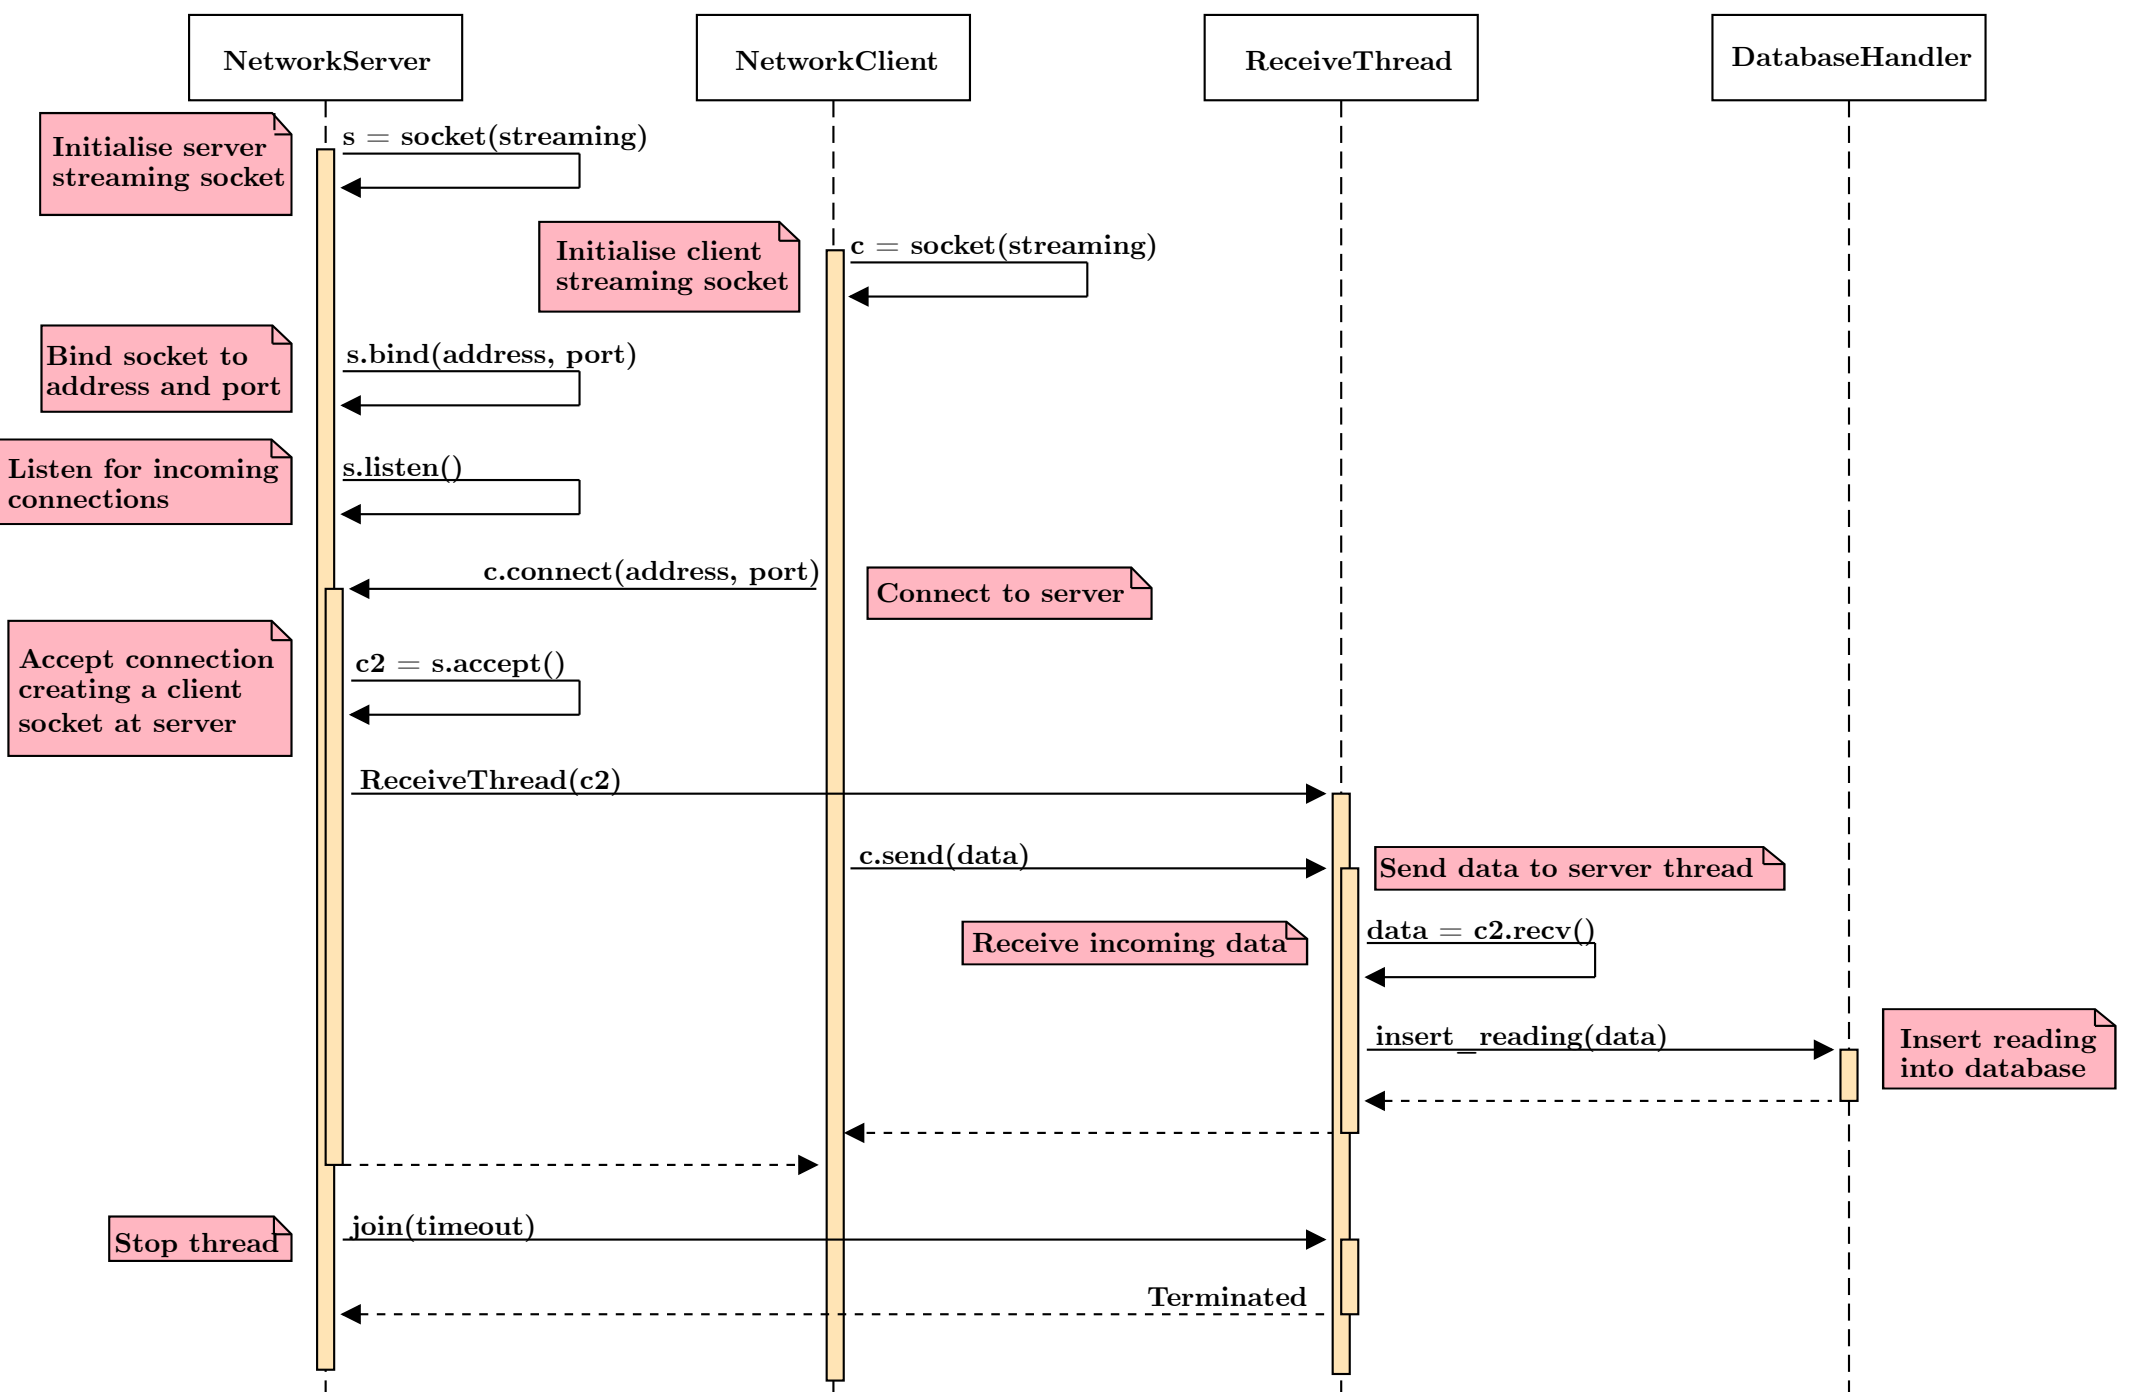 NetworkServer
NetworkClient
ReceiveThread
DatabaseHandler
Initialise server
streaming socket
s = socket(streaming)
Initialise client
streaming socket
c = socket(streaming)
Bind socket to
address and port
s.bind(address, port)
Listen for incoming
connections
s.listen()
c.connect(address, port)
Connect to server
Accept connection
creating a client
socket at server
c2 = s.accept()
ReceiveThread(c2)
c.send(data)
Send data to server thread
Receive incoming data
data = c2.recv()
insert_reading(data)
Insert reading
into database
Stop thread
join(timeout)
Terminated